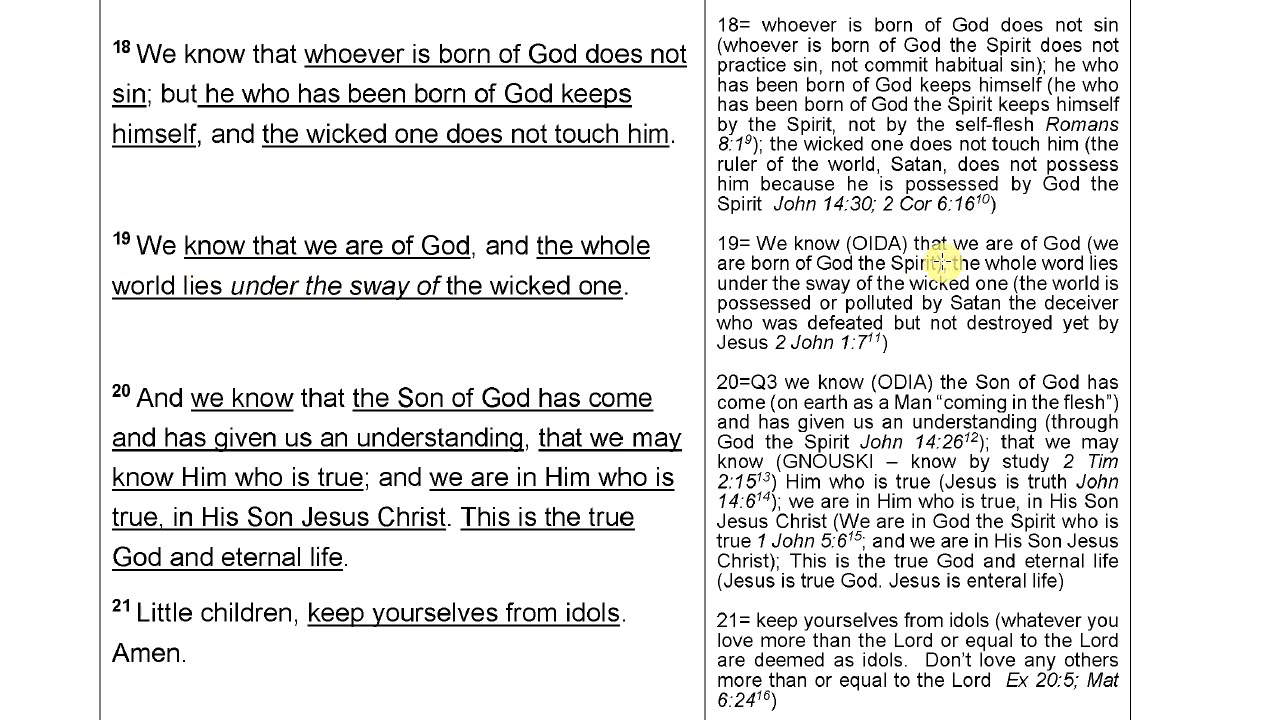 18 We know that whoever is born of God does not
sin; but he who has been born of God keeps
himself, and the wicked one does not touch him.
19 We know that we are of God, and the whole
world lies under the sway of the wicked one.
20 And we know that the Son of God has come
and has given us an understanding, that we may
know Him who is true; and we are in Him who is
true, in His Son Jesus Christ. This is the true
God and eternal life.
21 Little children, keep yourselves from idols.
Amen.
18= whoever is born of God does not sin
(whoever is born of God the Spirit does not
practice sin, not commit habitual sin); he who
has been born of God keeps himself (he who
has been born of God the Spirit keeps himself
by the Spirit, not by the self-flesh Romans
8:1⁹); the wicked one does not touch him (the
ruler of the world, Satan, does not possess
him because he is possessed by God the
Spirit John 14:30; 2 Cor 6:16¹⁰)
19= We know (OIDA) that we are of God (we
are born of God the Spirit); the whole word lies
under the sway of the wicked one (the world is
possessed or polluted by Satan the deceiver
who was defeated but not destroyed yet by
Jesus 2 John 1:7¹¹)
20=Q3 we know (ODIA) the Son of God has
come (on earth as a Man “coming in the flesh”)
and has given us an understanding (through
God the Spirit John 14:26¹²); that we may
know (GNOUSKI – know by study 2 Tim
2:15¹³) Him who is true (Jesus is truth John
14:6¹⁴); we are in Him who is true, in His Son
Jesus Christ (We are in God the Spirit who is
true 1 John 5:6¹⁵; and we are in His Son Jesus
Christ); This is the true God and eternal life
(Jesus is true God. Jesus is enteral life)
21= keep yourselves from idols (whatever you
love more than the Lord or equal to the Lord
are deemed as idols. Don’t love any others
more than or equal to the Lord Ex 20:5; Mat
6:24¹⁶)